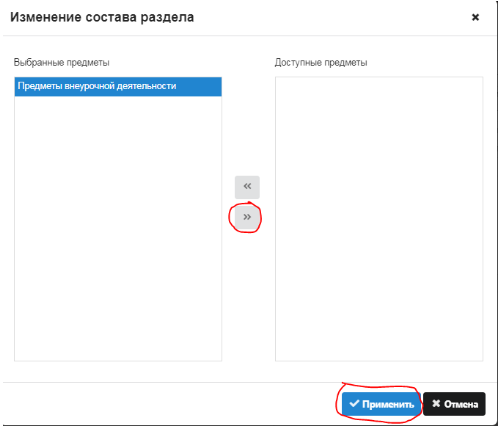 Изменение состава раздела
Выбранные предметы
Доступные предметы
Предметы внеурочной деятельности
«
»
Применить
Отмена